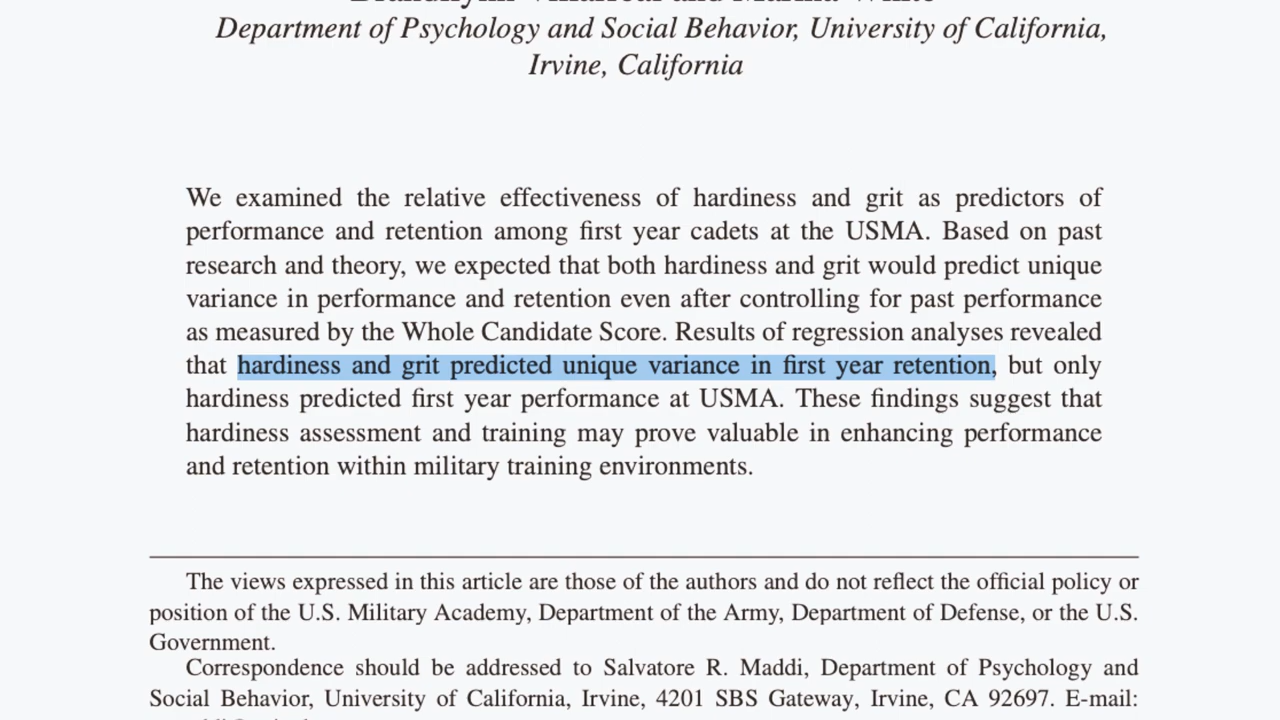 Department of Psychology and Social Behavior, University of California,
Irvine, California
We examined the relative effectiveness of hardiness and grit as predictors of
performance and retention among first year cadets at the USMA. Based on past
research and theory, we expected that both hardiness and grit would predict unique
variance in performance and retention even after controlling for past performance
as measured by the Whole Candidate Score. Results of regression analyses revealed
that hardiness and grit predicted unique variance in first year retention, but only
hardiness predicted first year performance at USMA. These findings suggest that
hardiness assessment and training may prove valuable in enhancing performance
and retention within military training environments.
The views expressed in this article are those of the authors and do not reflect the official policy or
position of the U.S. Military Academy, Department of the Army, Department of Defense, or the U.S.
Government.
Correspondence should be addressed to Salvatore R. Maddi, Department of Psychology and
Social Behavior, University of California, Irvine, 4201 SBS Gateway, Irvine, CA 92697. E-mail: